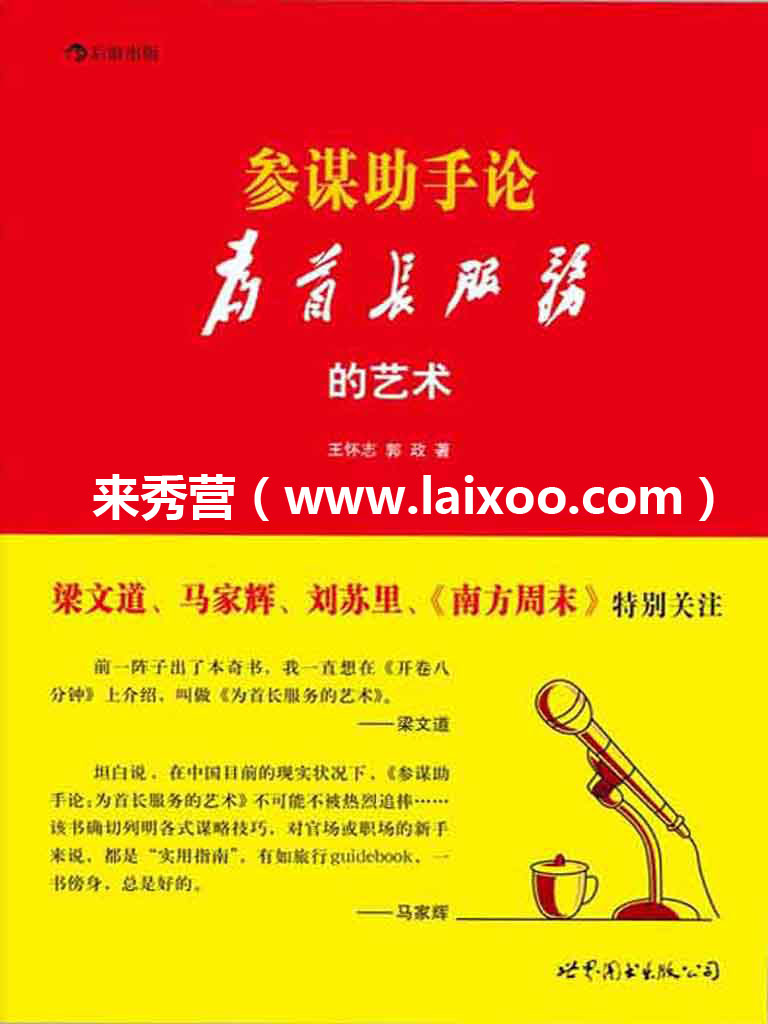 后浪出版
参谋助手论
為首長服務
的艺术
王怀志 郭 政 著
来秀营（www.laixoo.com）
梁文道、马家辉、刘苏里、《南方周末》特别关注
前一阵子出了本奇书，我一直想在《开卷八
分钟》上介绍，叫做《为首长服务的艺术》。
——梁文道
坦白说，在中国目前的现实状况下，《参谋助
手论：为首长服务的艺术》不可能不被热烈追捧……
该书确切列明各式谋略技巧，对官场或职场的新手
来说，都是“实用指南”，有如旅行guidebook，一
书傍身，总是好的。
——马家辉
世界图书出版公司